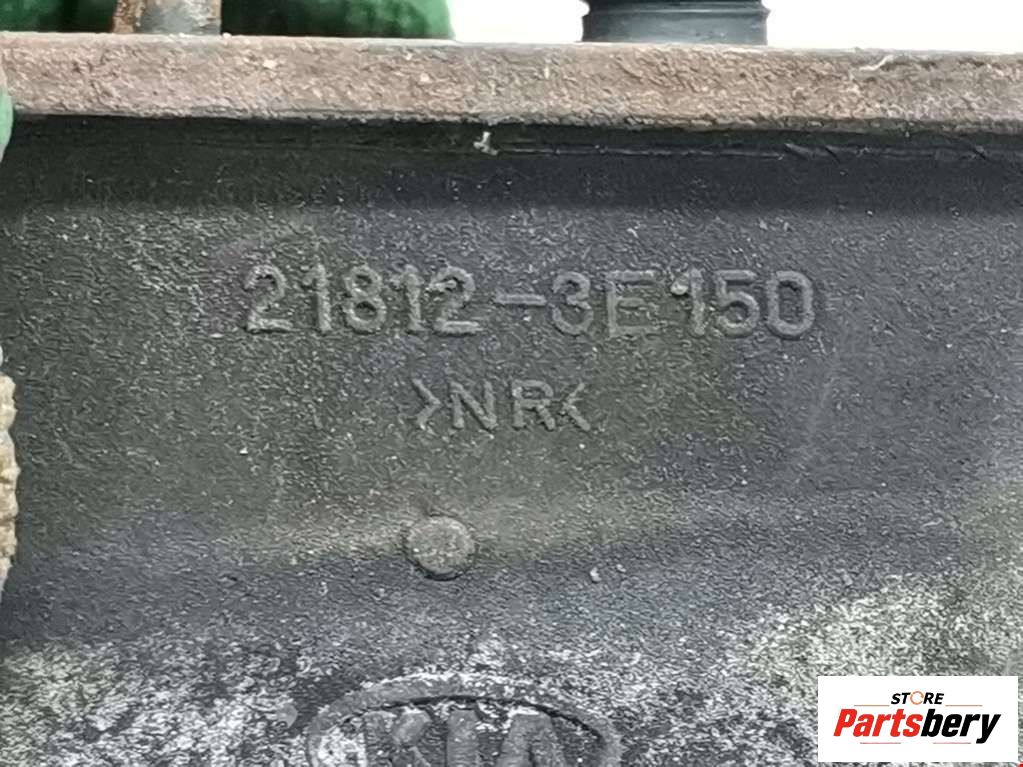 21812-3E150
>NR<
KIA
STORE
Partsbery